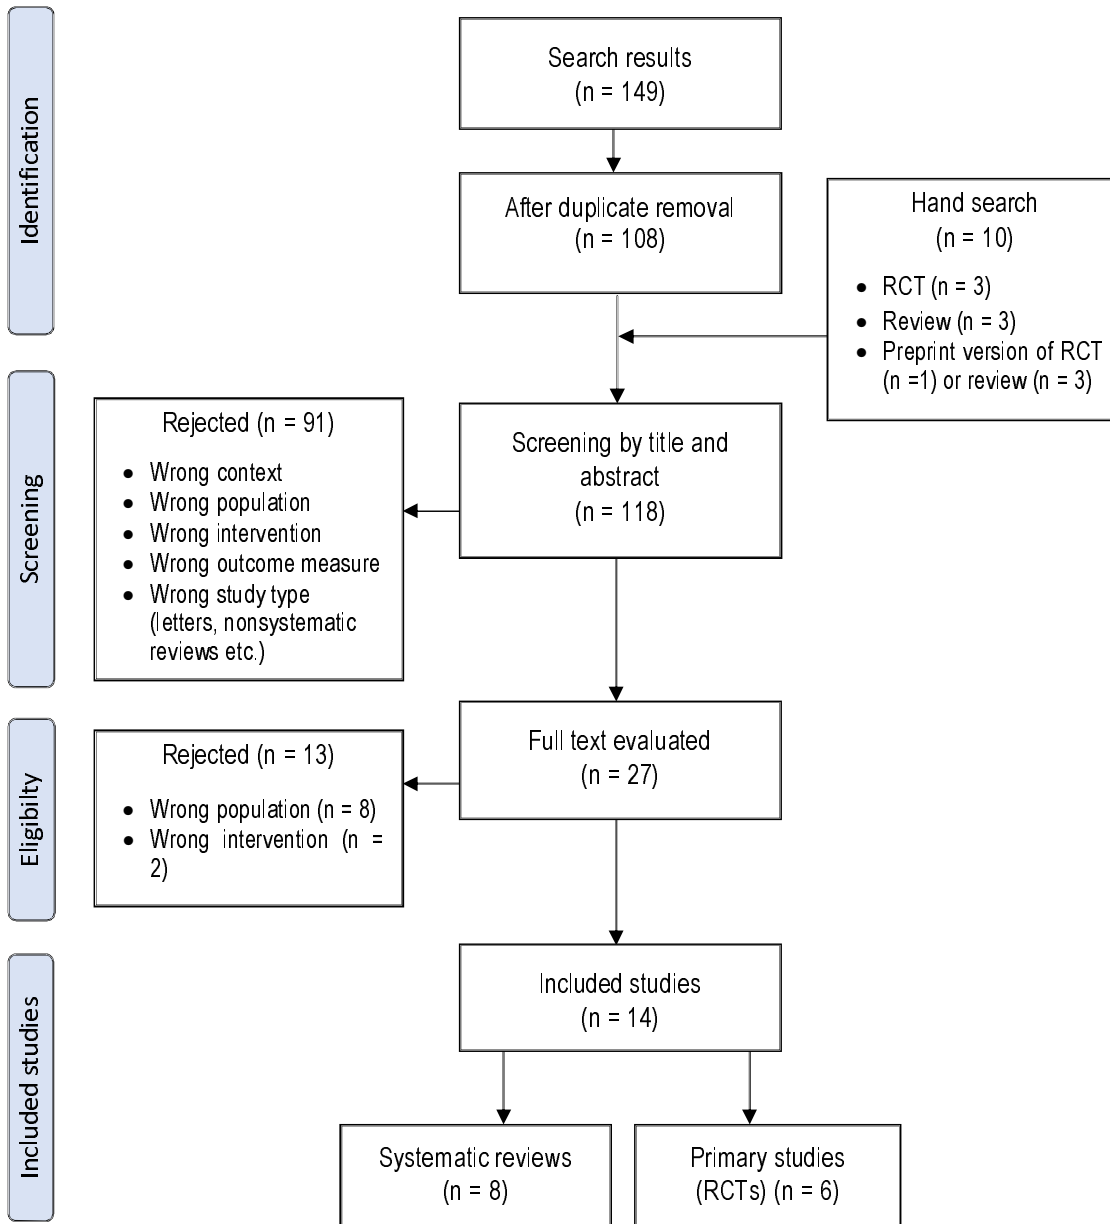 Identification
Search results
(n = 149)
After duplicate removal
(n = 108)
Hand search
(n = 10)
• RCT (n = 3)
• Review (n = 3)
• Preprint version of RCT
(n =1) or review (n = 3)
Screening
Screening by title and
abstract
(n = 118)
Rejected (n = 91)
• Wrong context
• Wrong population
• Wrong intervention
• Wrong outcome measure
• Wrong study type
(letters, nonsystematic
reviews etc.)
Eligibilty
Full text evaluated
(n = 27)
Rejected (n = 13)
• Wrong population (n = 8)
• Wrong intervention (n =
2)
Included studies
Included studies
(n = 14)
Systematic reviews
(n = 8)
Primary studies
(RCTs) (n = 6)